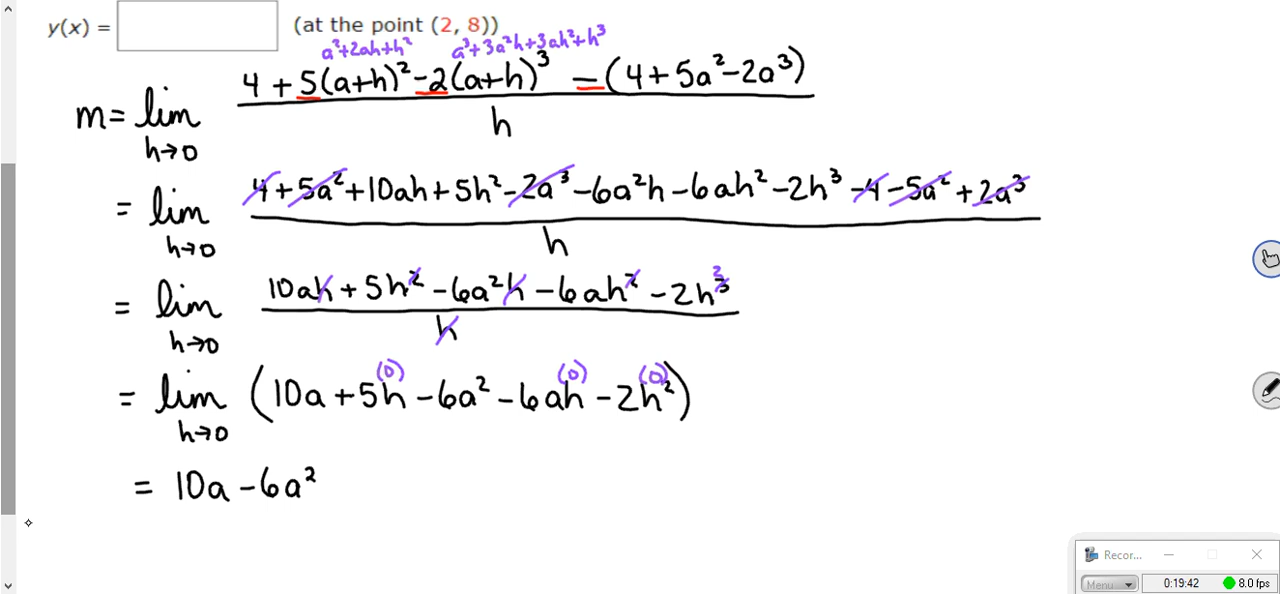 y(x) = (at the point (2, 8))
a²+2ah+h² a³+3a²h+3ah²+h³
4 + 5(a+h)² -2(a+h)³ = (4+5a²-2a³)
m= lim
h→0
h
4 + 5a² +10ah + 5h² -2a³ -6a²h -6ah² -2h³ -4 -5a² + 2a³
= lim
h→0
h
2
10ah + 5h² - 6a²h - 6ah² - 2h³
= lim
h→0
h
(0) (0) (0)
= lim (10a + 5h - 6a² - 6ah - 2h²)
h→0
= 10a - 6a²
Recor...
Menu 0:19:42 8.0 fps